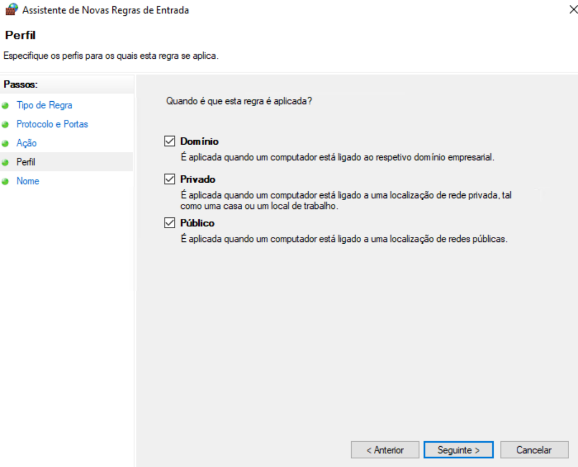 Assistente de Novas Regras de Entrada
Perfil
Especifique os perfis para os quais esta regra se aplica.
Passos:
Tipo de Regra
Protocolo e Portas
Ação
Perfil
Nome
Quando é que esta regra é aplicada?
Domínio
É aplicada quando um computador está ligado ao respetivo domínio empresarial.
Privado
É aplicada quando um computador está ligado a uma localização de rede privada, tal
como uma casa ou um local de trabalho.
Público
É aplicada quando um computador está ligado a uma localização de redes públicas.
< Anterior
Seguinte >
Cancelar